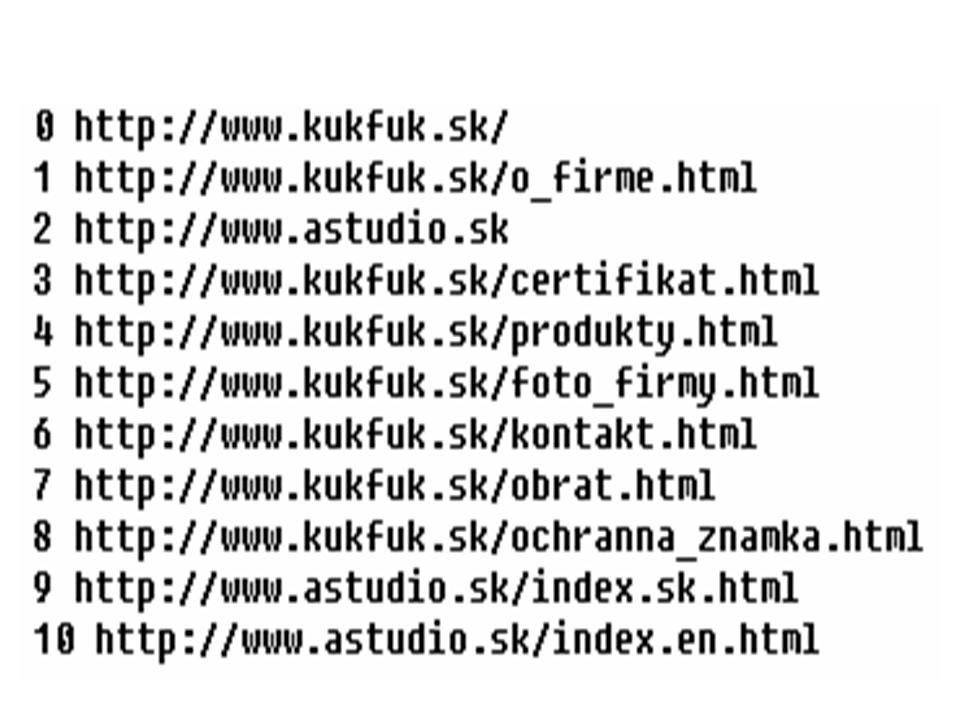 0 http://www.kukfuk.sk/
1 http://www.kukfuk.sk/o_firme.html
2 http://www.astudio.sk
3 http://www.kukfuk.sk/certifikat.html
4 http://www.kukfuk.sk/produkty.html
5 http://www.kukfuk.sk/foto_firmy.html
6 http://www.kukfuk.sk/kontakt.html
7 http://www.kukfuk.sk/obrat.html
8 http://www.kukfuk.sk/ochranna_znamka.html
9 http://www.astudio.sk/index.sk.html
10 http://www.astudio.sk/index.en.html